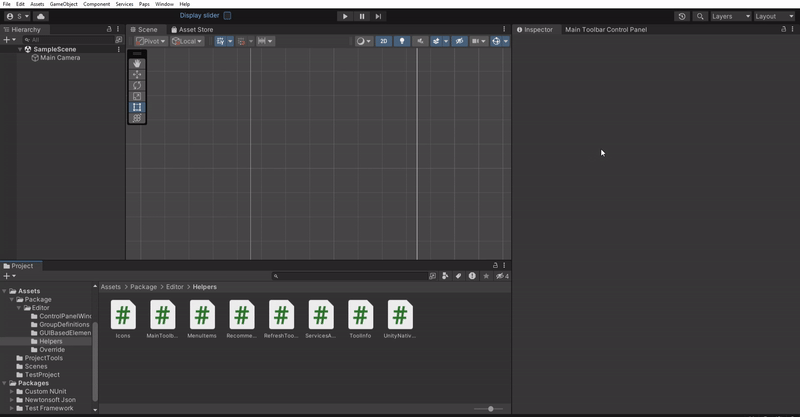 File Edit Assets GameObject Component Services Paps Window Help
S
Display slider
Layers
Layout
Hierarchy
Scene
Asset Store
Inspector
Main Toolbar Control Panel
All
Pivot
Local
2D
SampleScene
Main Camera
Project
4
Assets
Package
Editor
ControlPanelWin
GroupDefinitions
GUIBasedElemen
Helpers
Override
ProjectTools
Scenes
TestProject
Packages
Custom NUnit
Newtonsoft Json
Test Framework
Assets > Package > Editor > Helpers
Icons
MainToolb...
MenuItems
Recomme...
RefreshToo...
ServicesA...
ToolInfo
UnityNativ...